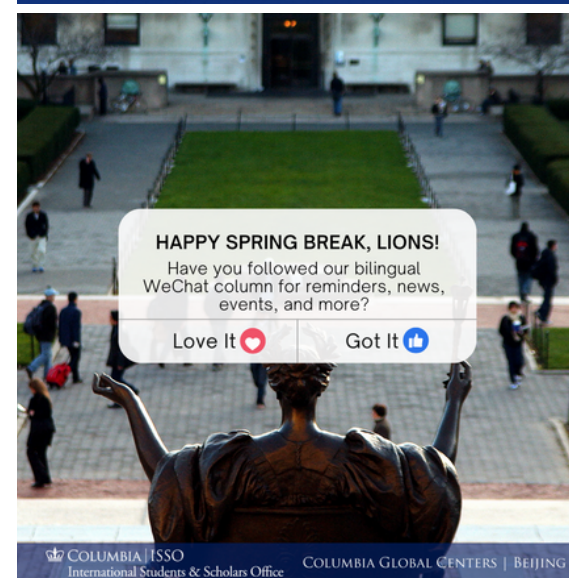 HAPPY SPRING BREAK, LIONS!
Have you followed our bilingual
WeChat column for reminders, news,
events, and more?
Love It
Got It
COLUMBIA | ISSO
International Students & Scholars Office
COLUMBIA GLOBAL CENTERS | BEIJING